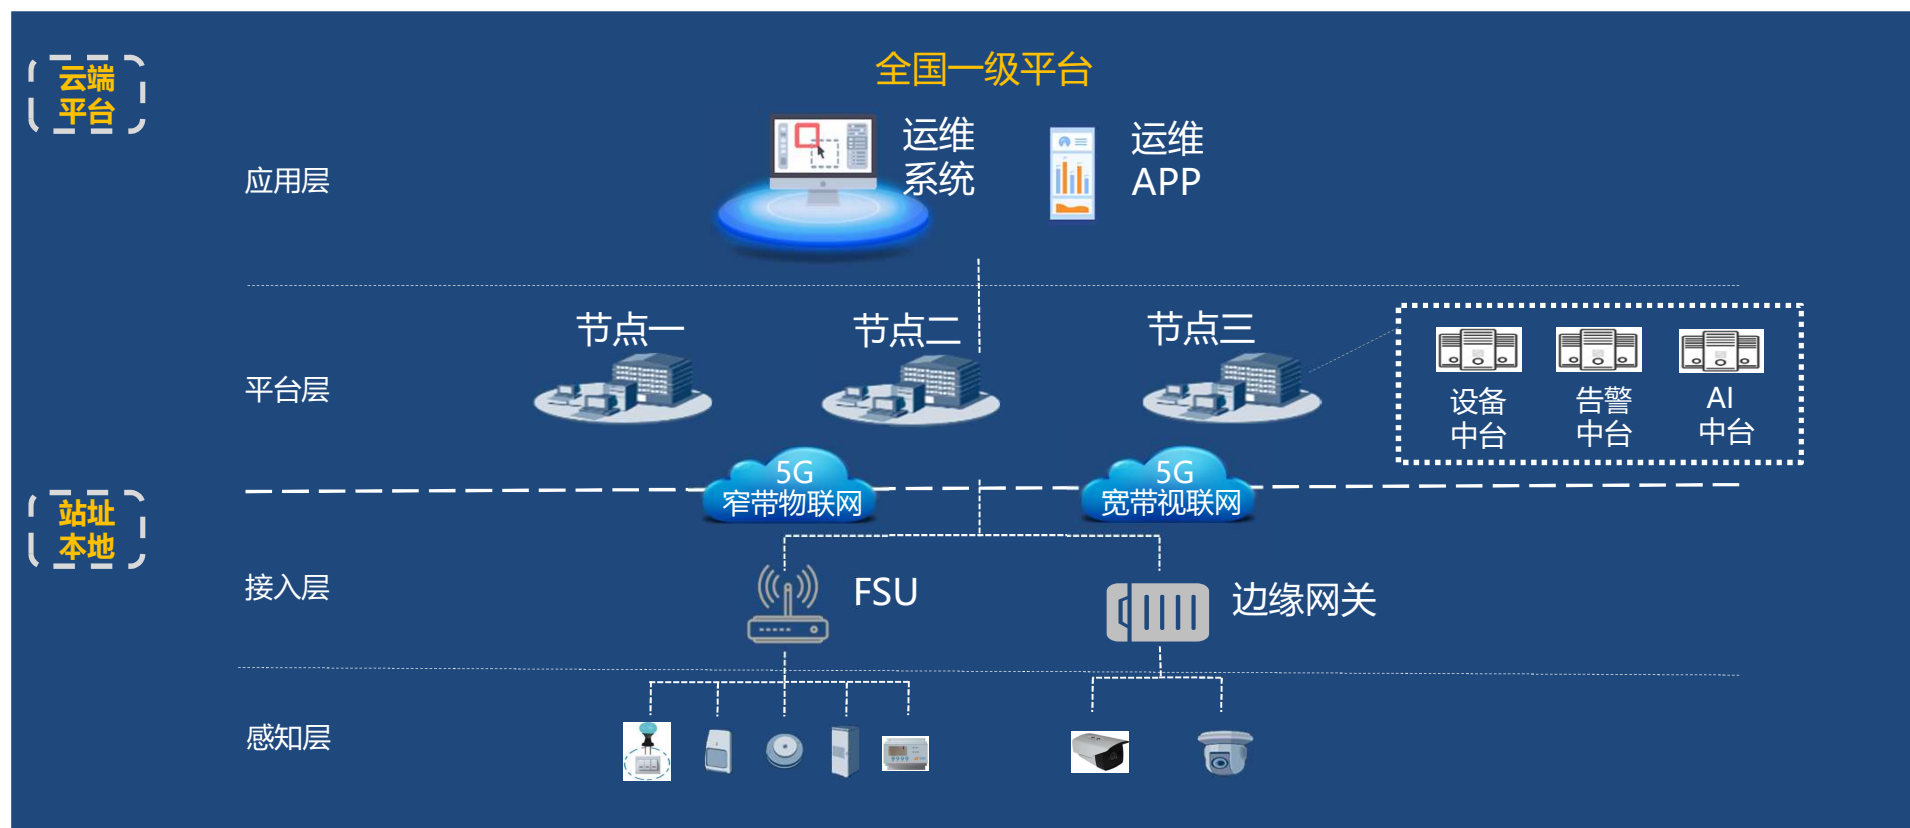 云端
平台
全国一级平台
运维
系统
运维
APP
应用层
节点一
节点二
节点三
平台层
设备
中台
告警
中台
AI
中台
5G
窄带物联网
5G
宽带视联网
站址
本地
接入层
FSU
边缘网关
感知层